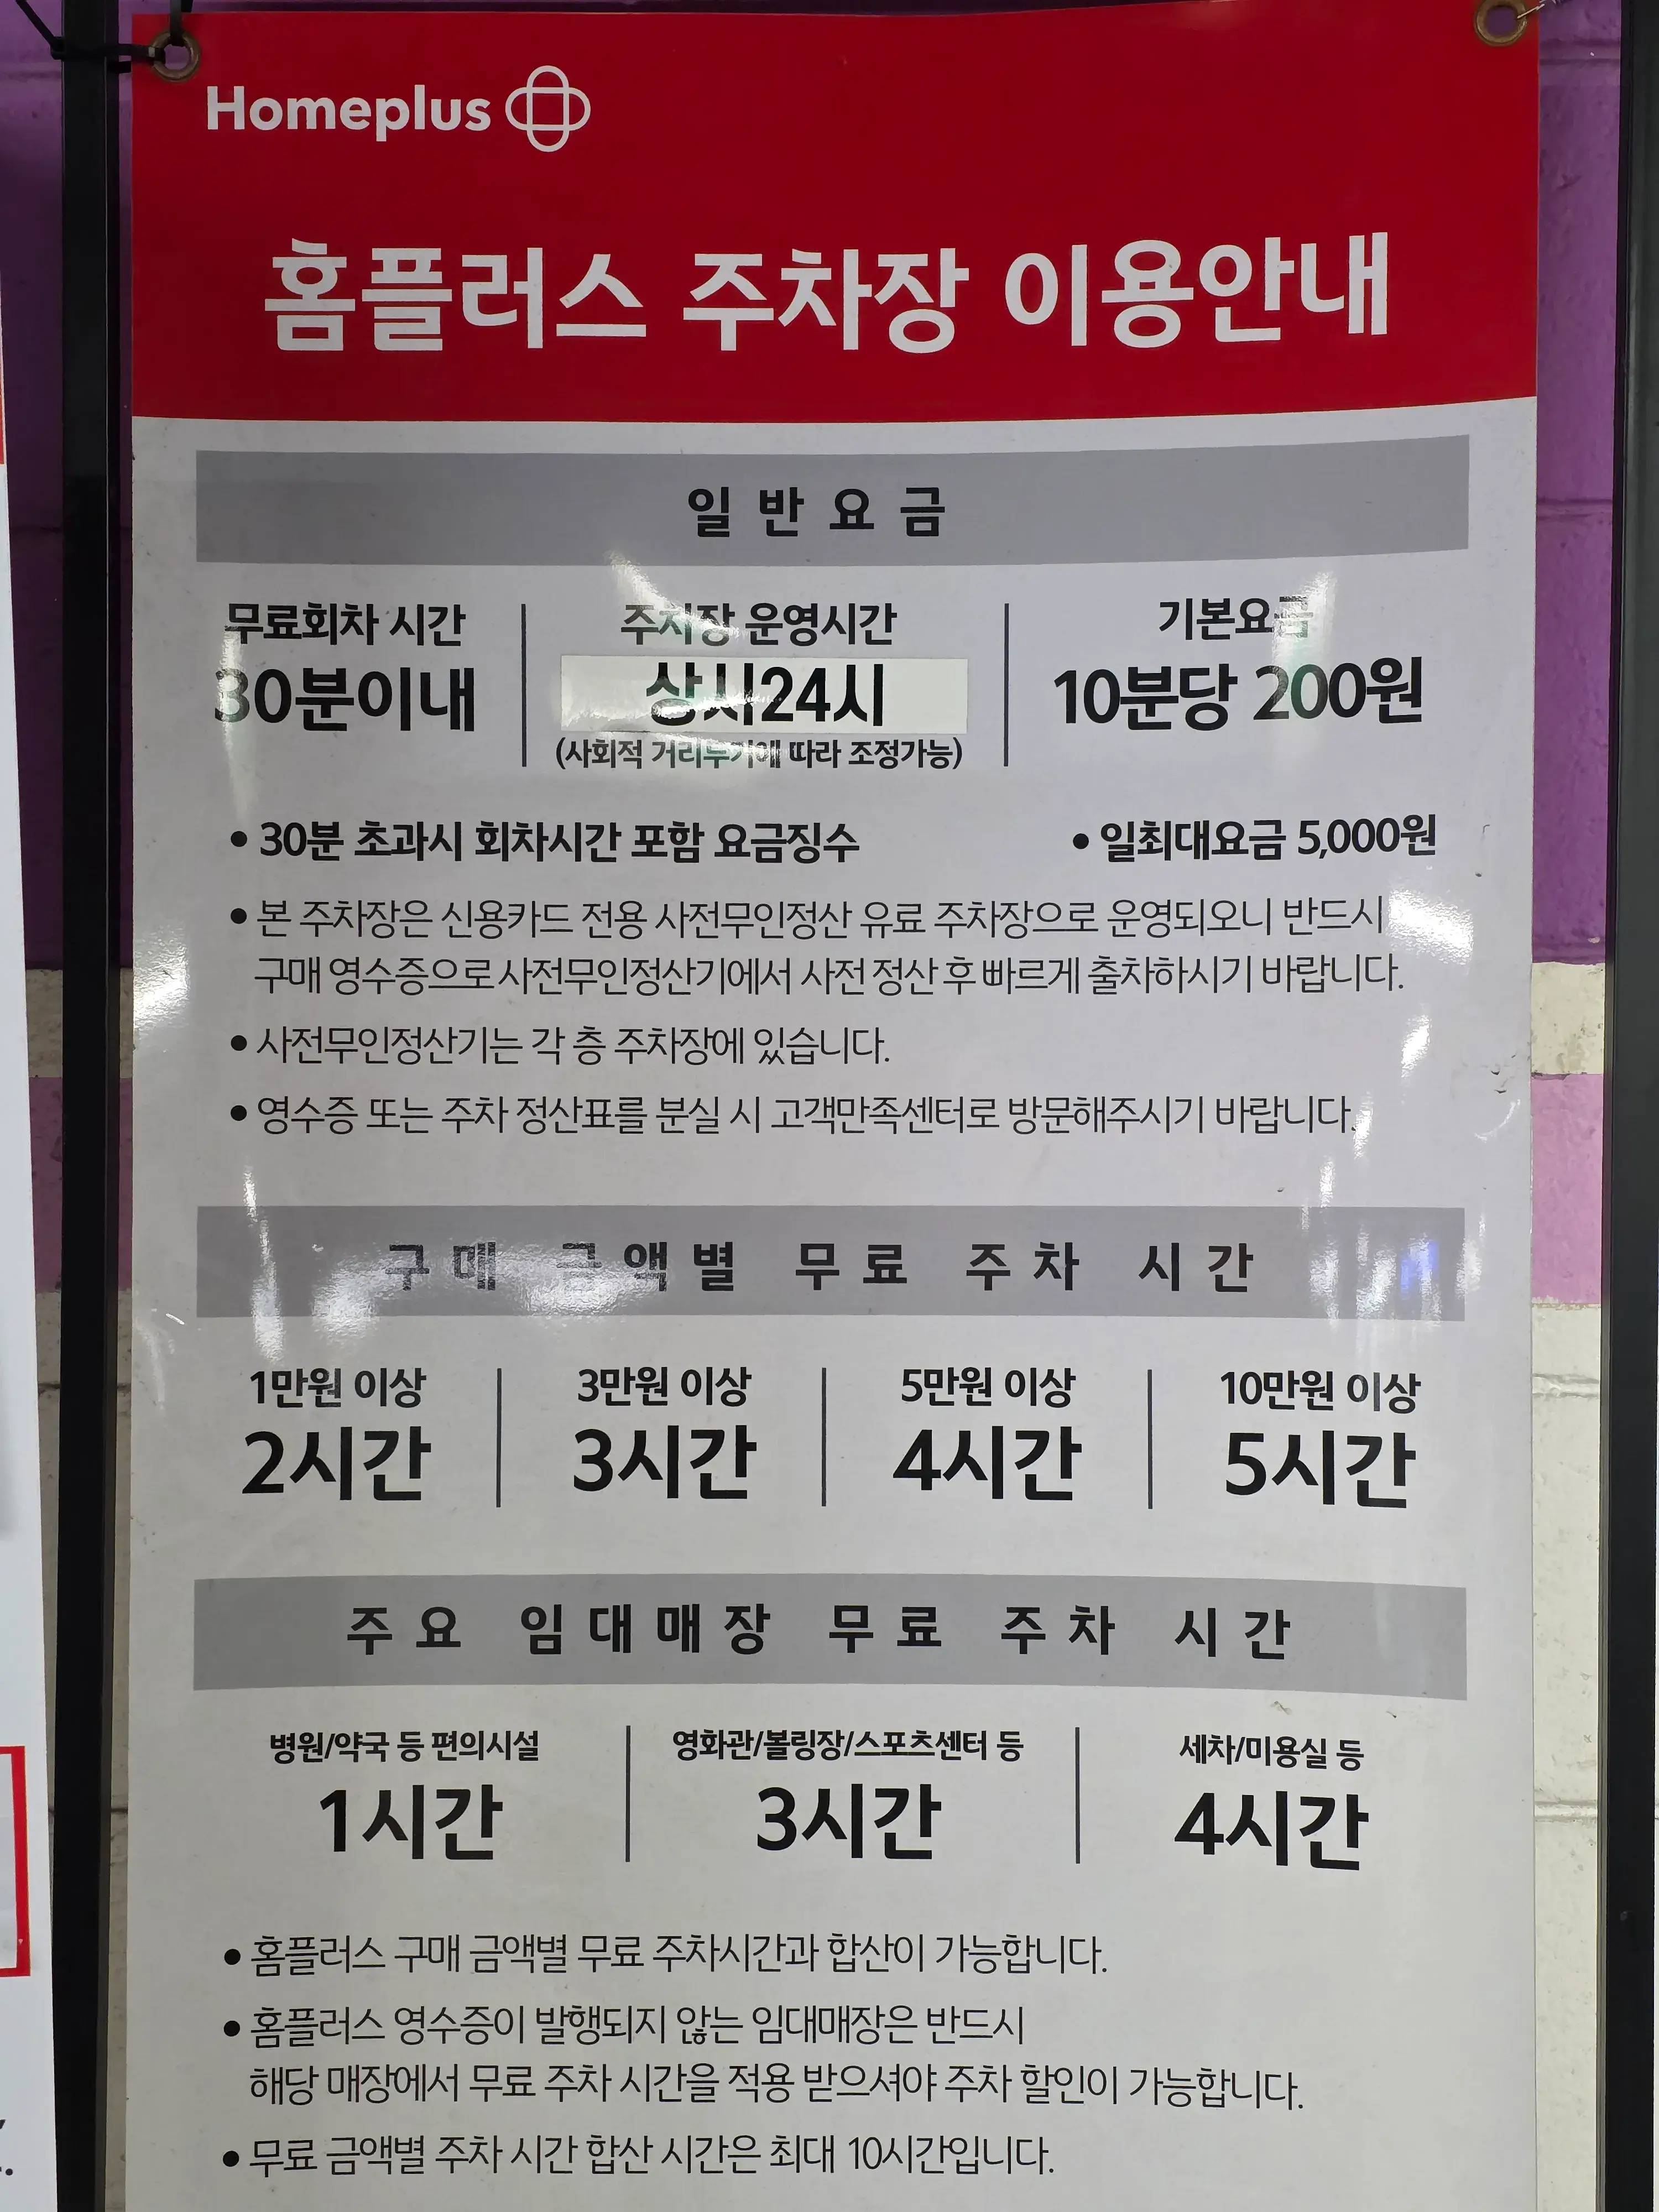 Homeplus
홈플러스 주차장 이용안내
일반요금
무료회차 시간
30분이내
주차장 운영시간
상시24시
(사회적 거리두기에 따라 조정가능)
기본요금
10분당 200원
• 30분 초과시 회차시간 포함 요금징수
• 일최대요금 5,000원
• 본 주차장은 신용카드 전용 사전무인정산 유료 주차장으로 운영되오니 반드시
구매 영수증으로 사전무인정산기에서 사전 정산 후 빠르게 출차하시기 바랍니다.
• 사전무인정산기는 각 층 주차장에 있습니다.
• 영수증 또는 주차 정산표를 분실 시 고객만족센터로 방문해주시기 바랍니다.
구매 금액별 무료 주차 시간
1만원 이상
2시간
3만원 이상
3시간
5만원 이상
4시간
10만원 이상
5시간
주요 임대매장 무료 주차 시간
병원/약국 등 편의시설
1시간
영화관/볼링장/스포츠센터 등
3시간
세차/미용실 등
4시간
• 홈플러스 구매 금액별 무료 주차시간과 합산이 가능합니다.
• 홈플러스 영수증이 발행되지 않는 임대매장은 반드시
해당 매장에서 무료 주차 시간을 적용 받으셔야 주차 할인이 가능합니다.
• 무료 금액별 주차 시간 합산 시간은 최대 10시간입니다.